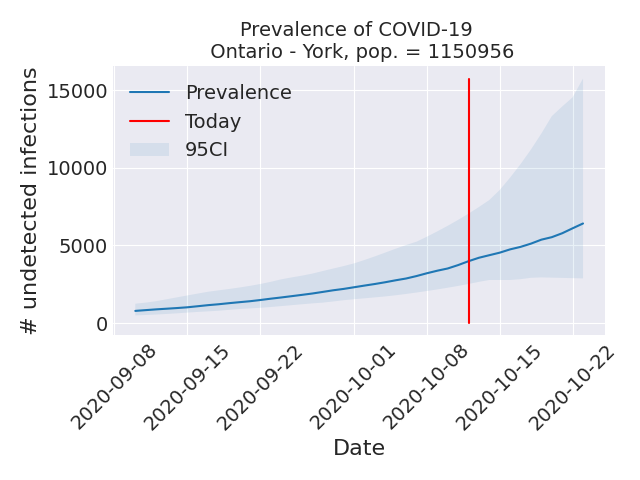 Prevalence of COVID-19
Ontario - York, pop. = 1150956
# undetected infections
15000
10000
5000
0
Prevalence
Today
95CI
2020-09-08
2020-09-15
2020-09-22
2020-10-01
2020-10-08
2020-10-15
2020-10-22
Date